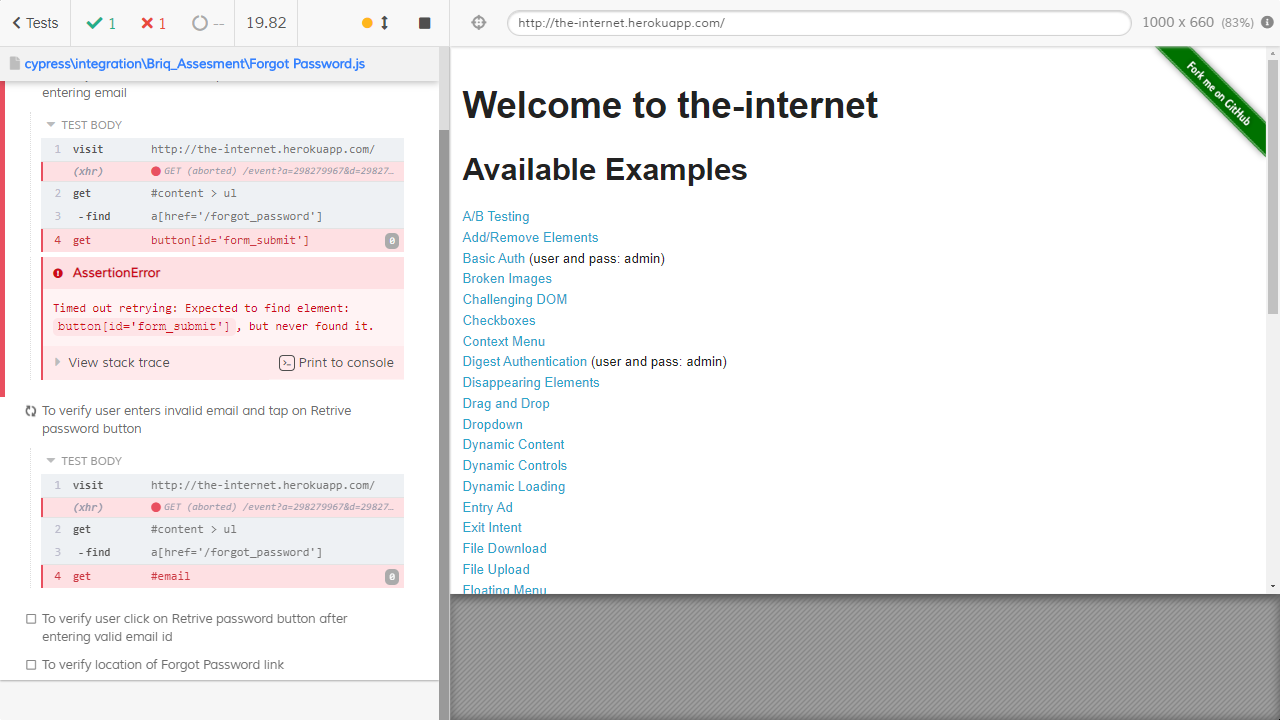 Tests
1
1
--
19.82
http://the-internet.herokuapp.com/
1000 x 660 (83%)
cypress\integration\Briq_Assesment\Forgot Password.js
entering email
TEST BODY
1 visit http://the-internet.herokuapp.com/
(xhr) GET (aborted) /event?a=298279967&d=29827…
2 get #content > ul
3 -find a[href='/forgot_password']
4 get button[id='form_submit'] 0
AssertionError
Timed out retrying: Expected to find element:
button[id='form_submit'] , but never found it.
View stack trace Print to console
To verify user enters invalid email and tap on Retrive
password button
TEST BODY
1 visit http://the-internet.herokuapp.com/
(xhr) GET (aborted) /event?a=298279967&d=29827…
2 get #content > ul
3 -find a[href='/forgot_password']
4 get #email 0
To verify user click on Retrive password button after
entering valid email id
To verify location of Forgot Password link
Fork me on GitHub
Welcome to the-internet
Available Examples
A/B Testing
Add/Remove Elements
Basic Auth (user and pass: admin)
Broken Images
Challenging DOM
Checkboxes
Context Menu
Digest Authentication (user and pass: admin)
Disappearing Elements
Drag and Drop
Dropdown
Dynamic Content
Dynamic Controls
Dynamic Loading
Entry Ad
Exit Intent
File Download
File Upload
Floating Menu